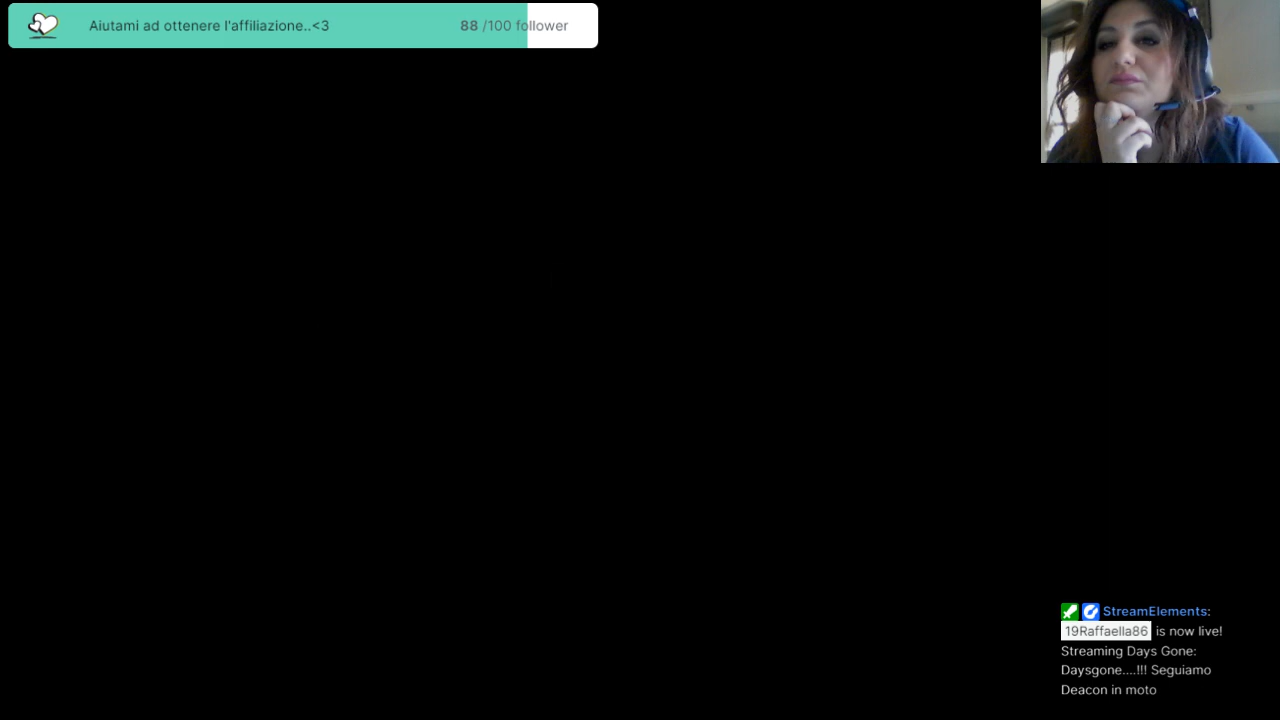 Aiutami ad ottenere l'affiliazione..<3 88 /100 follower
StreamElements:
19Raffaella86 is now live!
Streaming Days Gone:
Daysgone....!!! Seguiamo
Deacon in moto